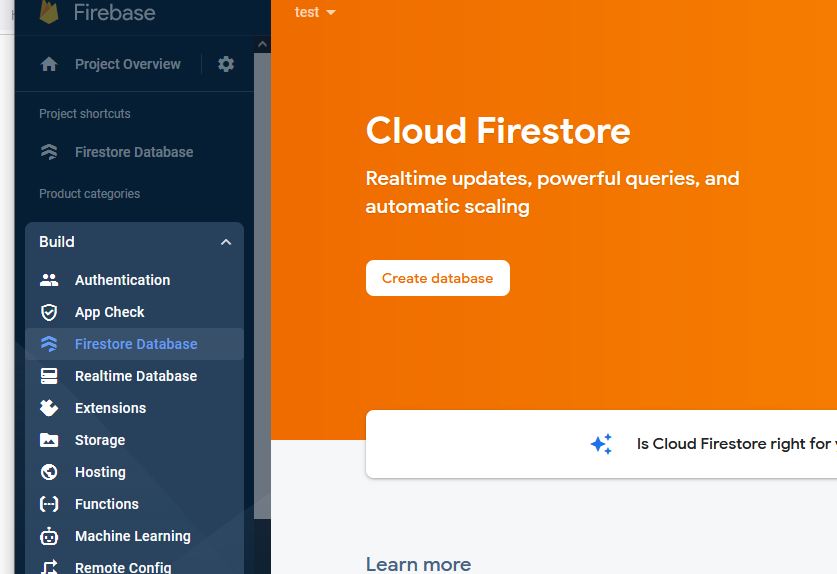 Firebase
test
Project Overview
Project shortcuts
Firestore Database
Product categories
Build
Authentication
App Check
Firestore Database
Realtime Database
Extensions
Storage
Hosting
Functions
Machine Learning
Remote Config
Cloud Firestore
Realtime updates, powerful queries, and
automatic scaling
Create database
Is Cloud Firestore right for
Learn more